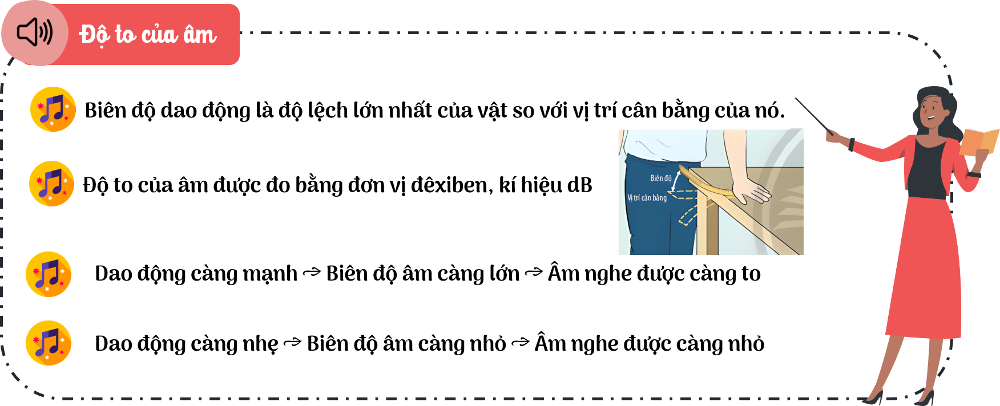 Độ to của âm
Biên độ dao động là độ lệch lớn nhất của vật so với vị trí cân bằng của nó.
Độ to của âm được đo bằng đơn vị đêxiben, kí hiệu dB
Biên độ
Vị trí cân bằng
Dao động càng mạnh → Biên độ âm càng lớn → Âm nghe được càng to
Dao động càng nhẹ → Biên độ âm càng nhỏ → Âm nghe được càng nhỏ